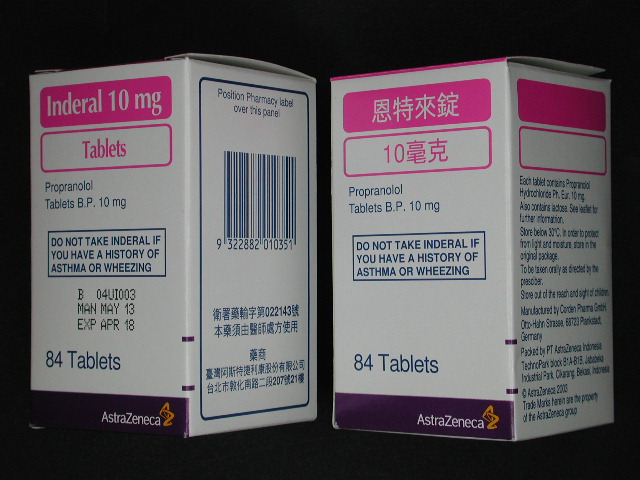 Inderal 10 mg
Tablets
Propranolol
Tablets B.P. 10 mg
DO NOT TAKE INDERAL IF
YOU HAVE A HISTORY OF
ASTHMA OR WHEEZING
B 04UI003
MAN MAY 13
EXP APR 18
84 Tablets
AstraZeneca
Position Pharmacy label
over this panel
9 322882 010351
衛署藥輸字第022143號
本藥須由醫師處方使用
藥商
臺灣阿斯特捷利康股份有限公司
台北市敦化南路二段207號21樓
恩特來錠
10毫克
Propranolol
Tablets B.P. 10 mg
DO NOT TAKE INDERAL IF
YOU HAVE A HISTORY OF
ASTHMA OR WHEEZING
84 Tablets
AstraZeneca
Each tablet contains Propranolol
Hydrochloride Ph. Eur. 10 mg.
Also contains lactose. See leaflet for
further information.
Store below 30°C. In order to protect
from light and moisture, store in the
original package.
To be taken orally as directed by the
prescriber.
Store out of the reach and sight of children.
Manufactured by Corden Pharma GmbH,
Otto-Hahn Strasse, 68723 Plankstadt,
Germany
Packed by PT AstraZeneca Indonesia
TechnoPark block B1A-B1B, Jababeka
Industrial Park, Cikarang, Bekasi, Indonesia
© AstraZeneca 2003
Trade Marks herein are the property
of the AstraZeneca group